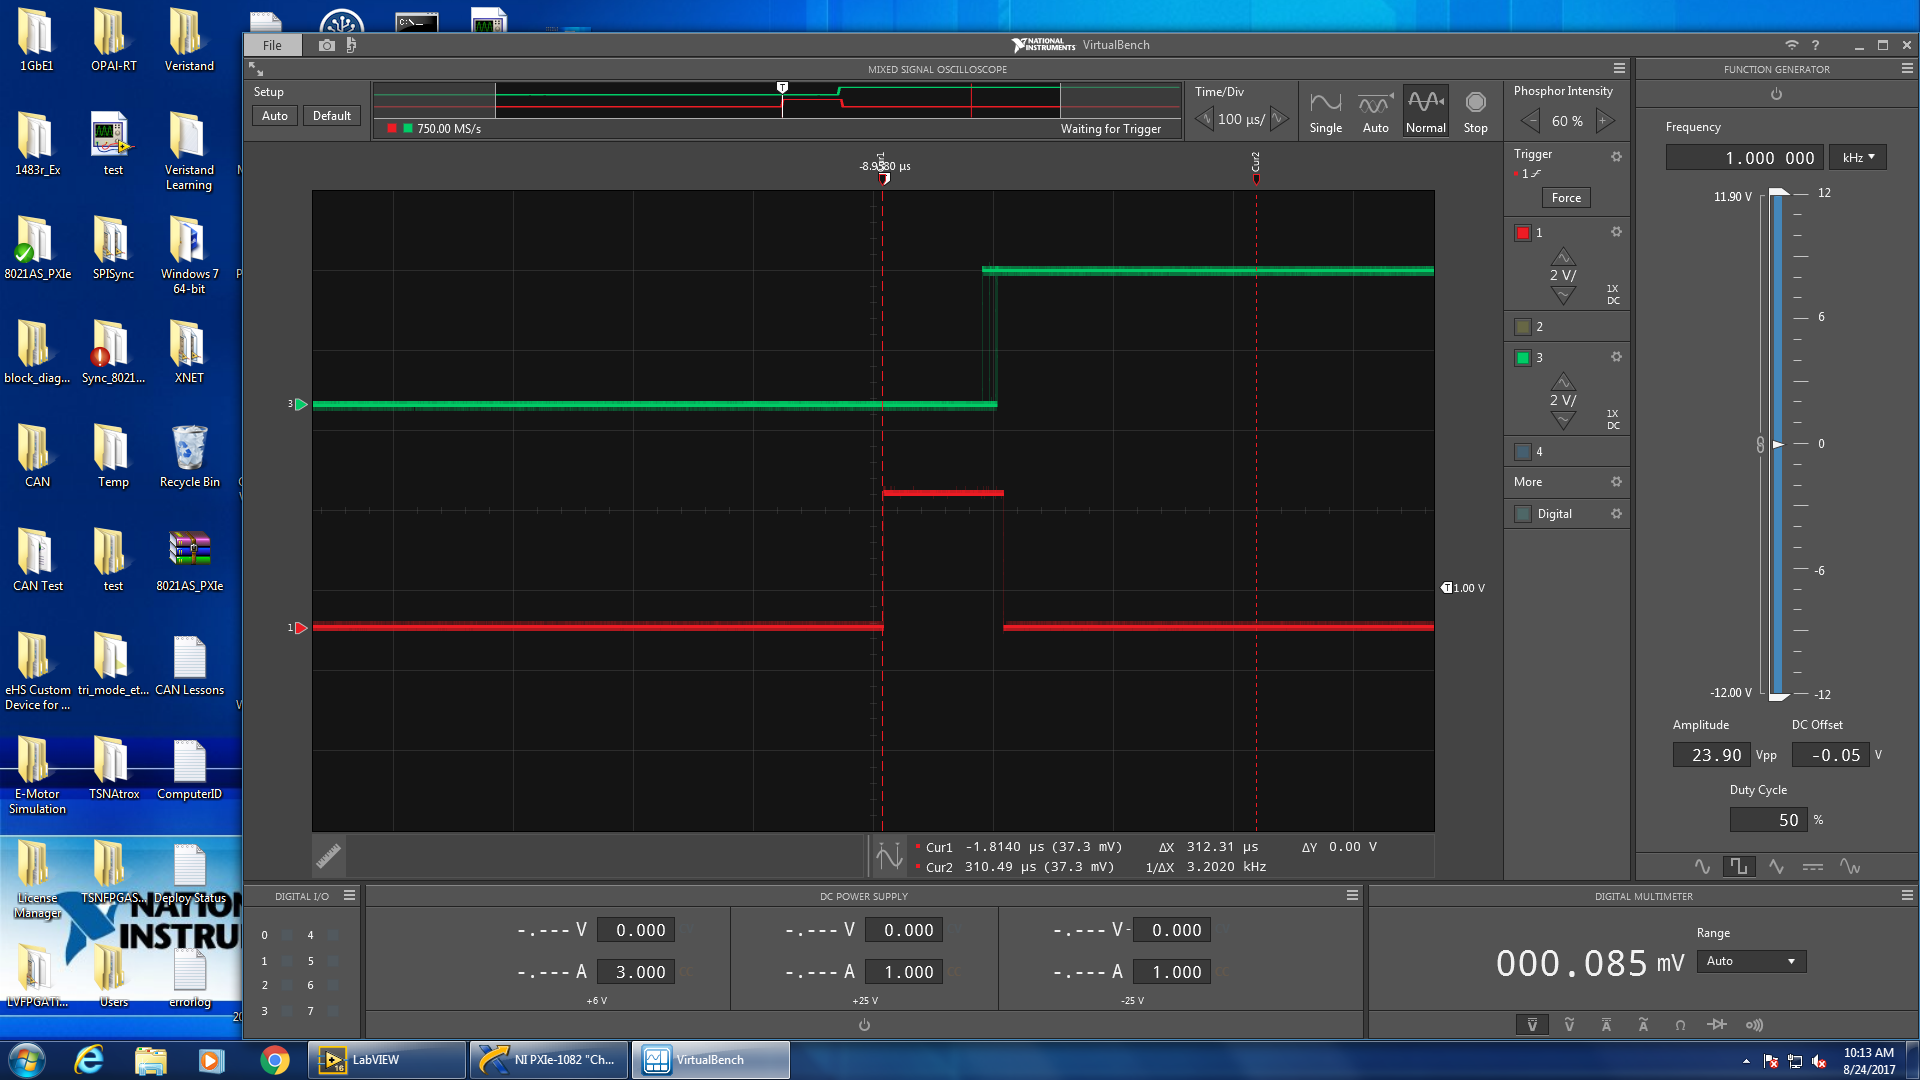 1GbE1
OPAl-RT
Veristand
1483r_Ex
test
Veristand
Learning
8021AS_PXIe
SPISync
Windows 7
64-bit
block_diag...
Sync_8021...
XNET
CAN
Temp
Recycle Bin
CAN Test
test
8021AS_PXIe
eHS Custom
Device for ...
tri_mode_et...
CAN Lessons
E-Motor
Simulation
TSNAtrox
ComputerID
License
Manager
TSNFPGAS...
Deploy Status
LVFPGATi...
Users
errorlog
NATION
INSTRU
C:\_
File
NATIONAL
INSTRUMENTS
VirtualBench
?
MIXED SIGNAL OSCILLOSCOPE
Setup
Auto
Default
T
750.00 MS/s
Waiting for Trigger
Time/Div
100 µs/
Single
Auto
Normal
Stop
Phosphor Intensity
60 %
Trigger
1
Force
1
2 V/
1X
DC
2
3
2 V/
1X
DC
4
More
Digital
Cur1
Cur2
3
1
T 1.00 V
Cur1 -1.8140 µs (37.3 mV) ΔX 312.31 µs ΔY 0.00 V
Cur2 310.49 µs (37.3 mV) 1/ΔX 3.2020 kHz
FUNCTION GENERATOR
Frequency
1.000 000
kHz
11.90 V
12
6
0
-6
-12.00 V
-12
Amplitude
DC Offset
23.90 Vpp
-0.05 V
Duty Cycle
50 %
DIGITAL I/O
0 4
1 5
2 6
3 7
DC POWER SUPPLY
-.--- V 0.000
-.--- A 3.000
+6 V
-.--- V 0.000
-.--- A 1.000
+25 V
-.--- V - 0.000
-.--- A 1.000
-25 V
DIGITAL MULTIMETER
000.085 mV
Range
Auto
V
V
A
A
Ω
LabVIEW
16
NI PXIe-1082 "Ch...
VirtualBench
10:13 AM
8/24/2017